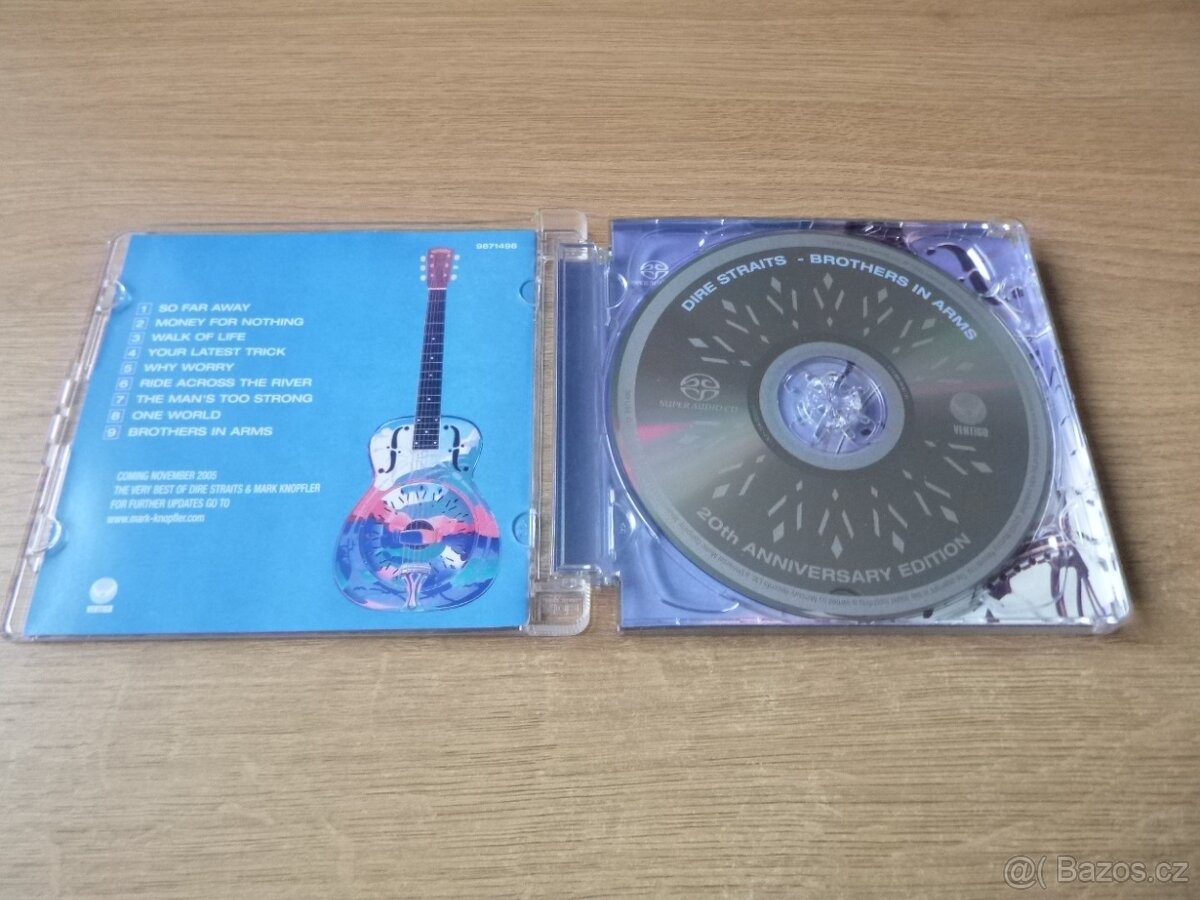 9871498
1 SO FAR AWAY
2 MONEY FOR NOTHING
3 WALK OF LIFE
4 YOUR LATEST TRICK
5 WHY WORRY
6 RIDE ACROSS THE RIVER
7 THE MAN'S TOO STRONG
8 ONE WORLD
9 BROTHERS IN ARMS
COMING NOVEMBER 2005
THE VERY BEST OF DIRE STRAITS & MARK KNOPFLER
FOR FURTHER UPDATES GO TO
www.mark-knopfler.com
VERTIGO
DIRE STRAITS - BROTHERS IN ARMS
SUPER AUDIO CD
VERTIGO
20th ANNIVERSARY EDITION
@( Bazos.cz